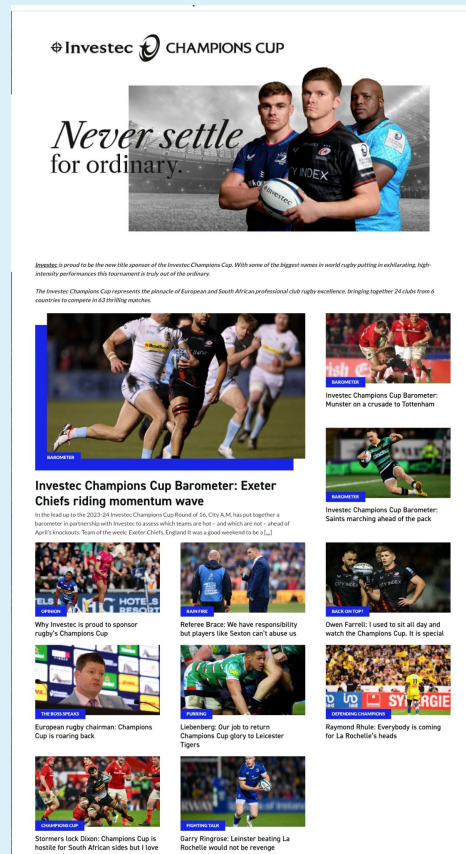 Investec CHAMPIONS CUP
Never settle
for ordinary.
CITY INDEX
Investec
Investec is proud to be the new title sponsor of the Investec Champions Cup. With some of the biggest names in world rugby putting in exhilarating, high-
intensity performances this tournament is truly out of the ordinary.
The Investec Champions Cup represents the pinnacle of European and South African professional club rugby excellence, bringing together 24 clubs from 6
countries to compete in 63 thrilling matches.
BAROMETER
Investec Champions Cup Barometer: Exeter
Chiefs riding momentum wave
In the lead up to the 2023-24 Investec Champions Cup Round of 16, City A.M. has put together a
barometer in partnership with Investec to assess which teams are hot – and which are not – ahead of
April's knockouts. Team of the week: Exeter Chiefs, England It was a good weekend to be a [...]
BAROMETER
Investec Champions Cup Barometer:
Munster on a crusade to Tottenham
BAROMETER
Investec Champions Cup Barometer:
Saints marching ahead of the pack
HOTELS
RESORTS
OPINION
Why Investec is proud to sponsor
rugby's Champions Cup
RAIN FIRE
Referee Brace: We have responsibility
but players like Sexton can't abuse us
CITY INDEX
BACK ON TOP?
Owen Farrell: I used to sit all day and
watch the Champions Cup. It is special
THE BOSS SPEAKS
European rugby chairman: Champions
Cup is roaring back
PURRING
Liebenberg: Our job to return
Champions Cup glory to Leicester
Tigers
SYNERGIE
DEFENDING CHAMPIONS
Raymond Rhule: Everybody is coming
for La Rochelle's heads
CHAMPIONS CUP
Stormers lock Dixon: Champions Cup is
hostile for South African sides but I love
FIGHTING TALK
Garry Ringrose: Leinster beating La
Rochelle would not be revenge